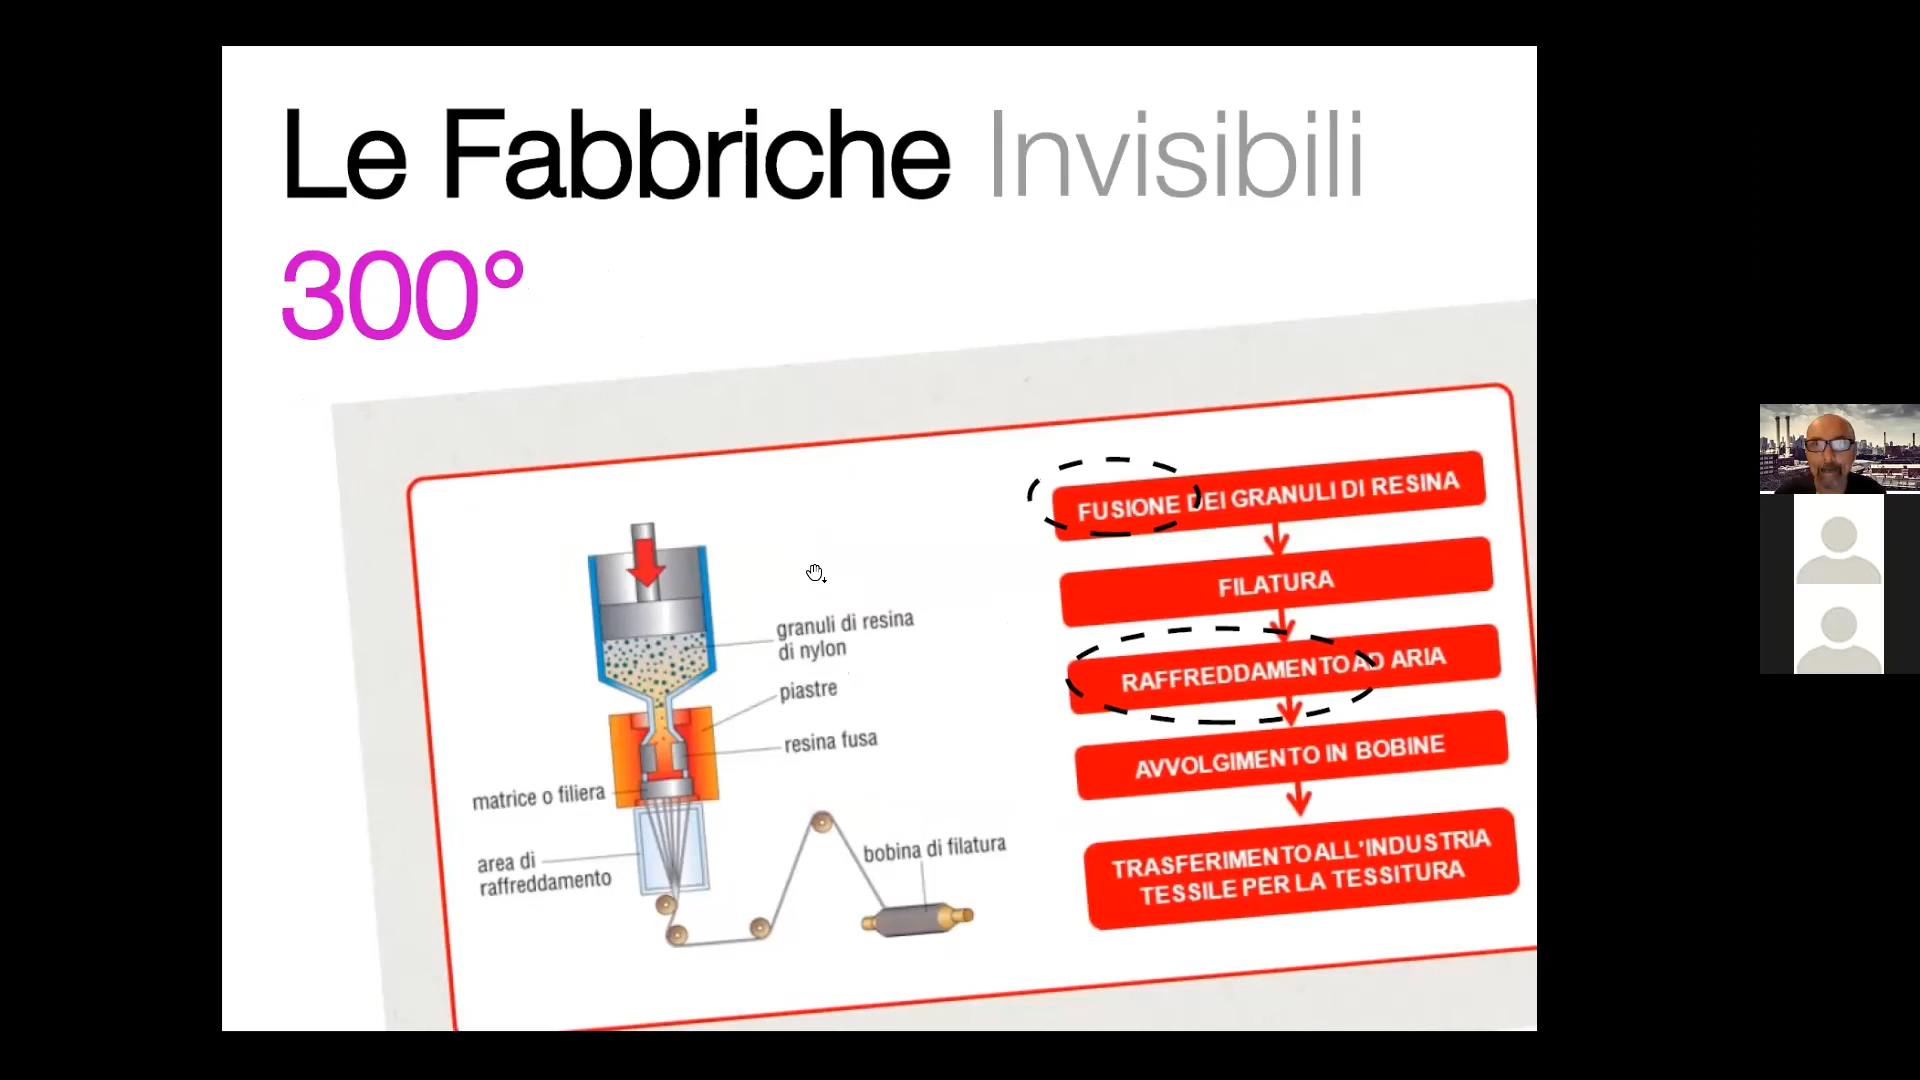 Le Fabbriche Invisibili
300°
granuli di resina
di nylon
piastre
resina fusa
matrice o filiera
area di
raffreddamento
bobina di filatura
FUSIONE DEI GRANULI DI RESINA
FILATURA
RAFFREDDAMENTO AD ARIA
AVVOLGIMENTO IN BOBINE
TRASFERIMENTO ALL'INDUSTRIA
TESSILE PER LA TESSITURA